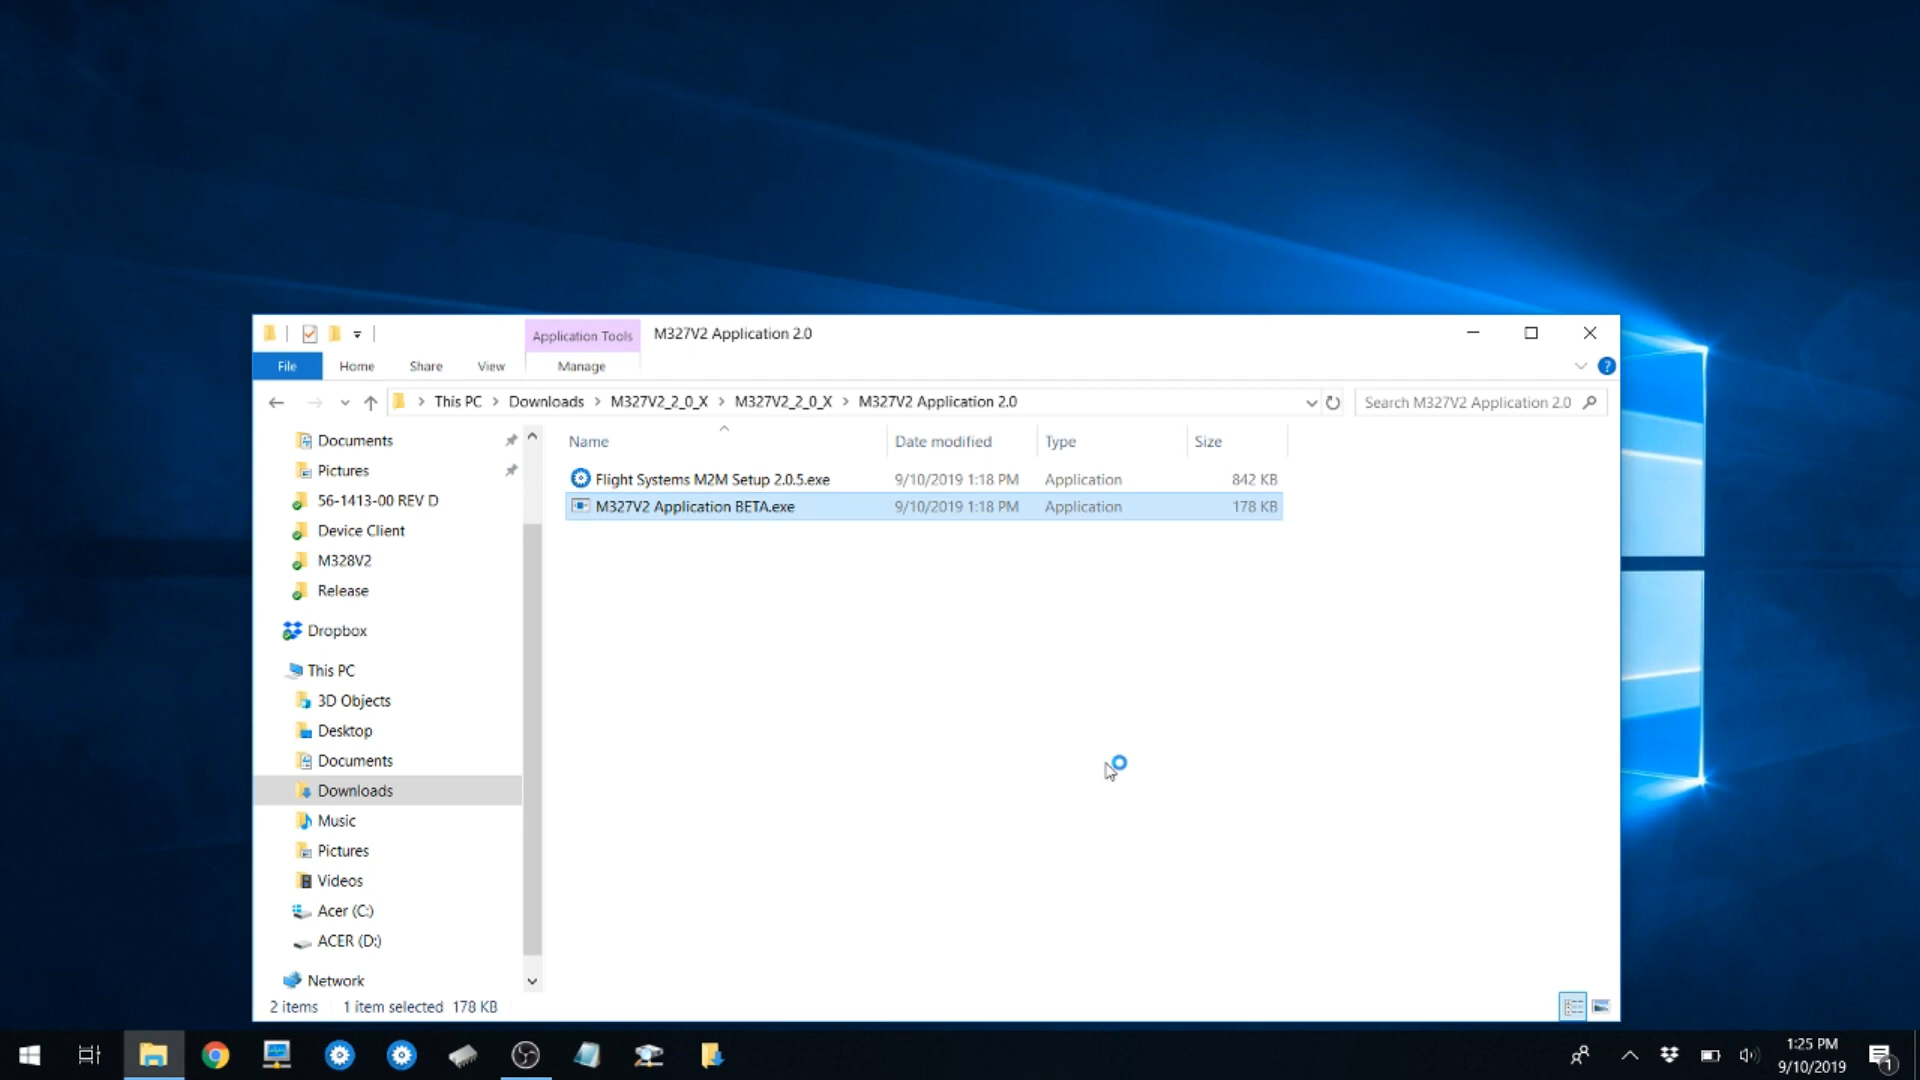 Application Tools M327V2 Application 2.0
File Home Share View Manage
This PC Downloads M327V2_2_0_X M327V2_2_0_X M327V2 Application 2.0 Search M327V2 Application 2.0
Name Date modified Type Size
Flight Systems M2M Setup 2.0.5.exe 9/10/2019 1:18 PM Application 842 KB
M327V2 Application BETA.exe 9/10/2019 1:18 PM Application 178 KB
Documents
Pictures
56-1413-00 REV D
Device Client
M328V2
Release
Dropbox
This PC
3D Objects
Desktop
Documents
Downloads
Music
Pictures
Videos
Acer (C:)
ACER (D:)
Network
2 items 1 item selected 178 KB
1:25 PM
9/10/2019
1